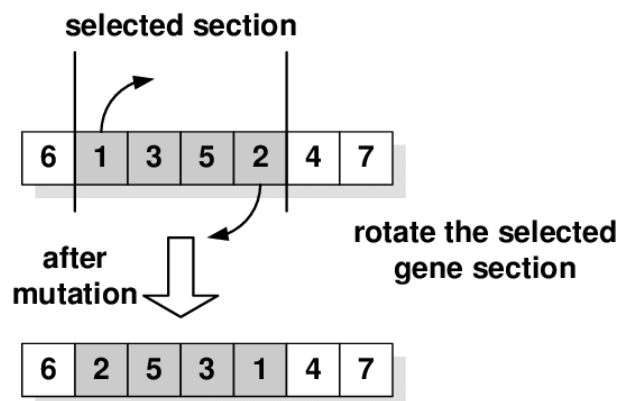 selected section
6 1 3 5 2 4 7
rotate the selected
gene section
after
mutation
6 2 5 3 1 4 7